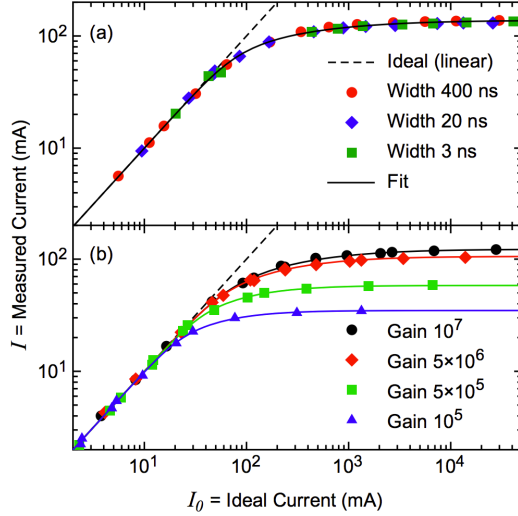 (a)
10²
10¹
Ideal (linear)
Width 400 ns
Width 20 ns
Width 3 ns
Fit
I = Measured Current (mA)
(b)
10²
10¹
Gain 10⁷
Gain 5×10⁶
Gain 5×10⁵
Gain 10⁵
10¹ 10² 10³ 10⁴
I₀ = Ideal Current (mA)